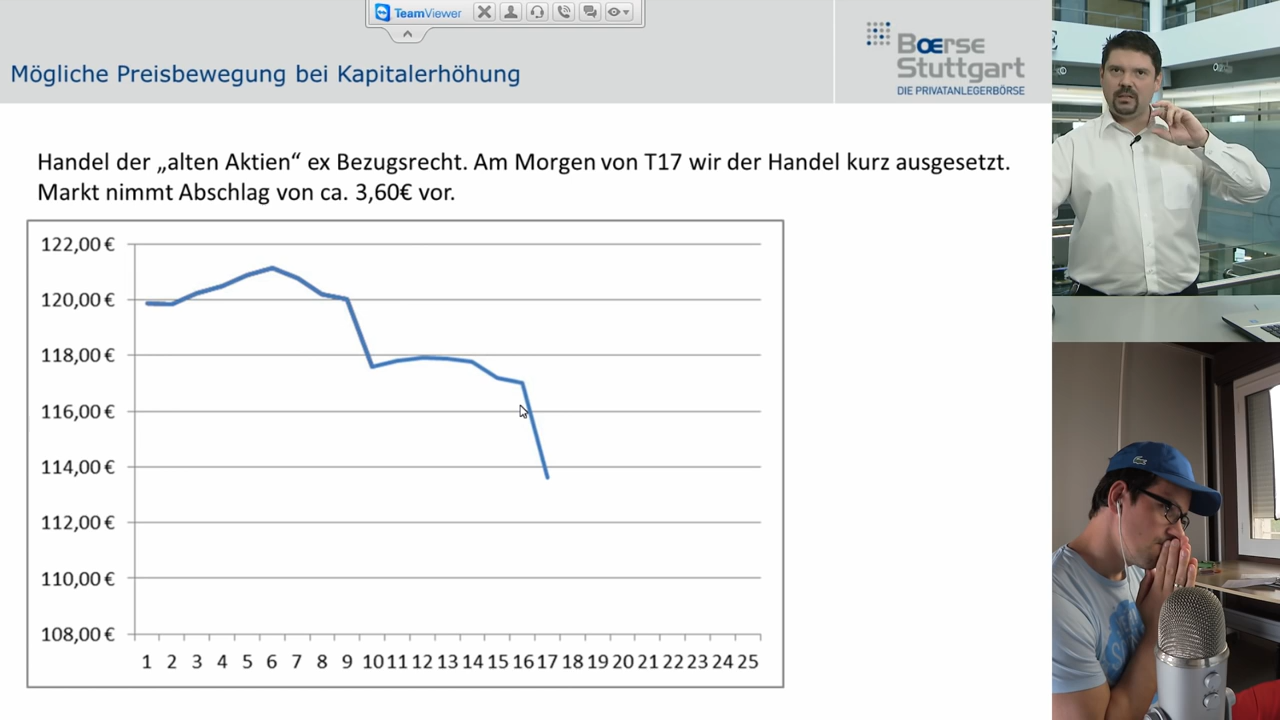 TeamViewer
Mögliche Preisbewegung bei Kapitalerhöhung
Boerse
Stuttgart
DIE PRIVATANLEGERBÖRSE
Handel der „alten Aktien“ ex Bezugsrecht. Am Morgen von T17 wir der Handel kurz ausgesetzt.
Markt nimmt Abschlag von ca. 3,60€ vor.
122,00 €
120,00 €
118,00 €
116,00 €
114,00 €
112,00 €
110,00 €
108,00 €
1 2 3 4 5 6 7 8 9 10 11 12 13 14 15 16 17 18 19 20 21 22 23 24 25